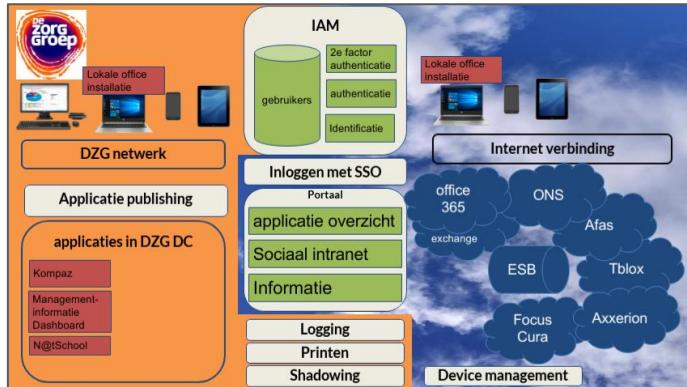 De
zorg
Groep
Lokale office
installatie
DZG netwerk
Applicatie publishing
applicaties in DZG DC
Kompaz
Management-
informatie
Dashboard
N@tSchool
IAM
gebruikers
2e factor
authenticatie
authenticatie
Identificatie
Inloggen met SSO
Portaal
applicatie overzicht
Sociaal intranet
Informatie
Logging
Printen
Shadowing
Lokale office
installatie
Internet verbinding
office
365
exchange
ONS
Afas
ESB
Tblox
Focus
Cura
Axxerion
Device management